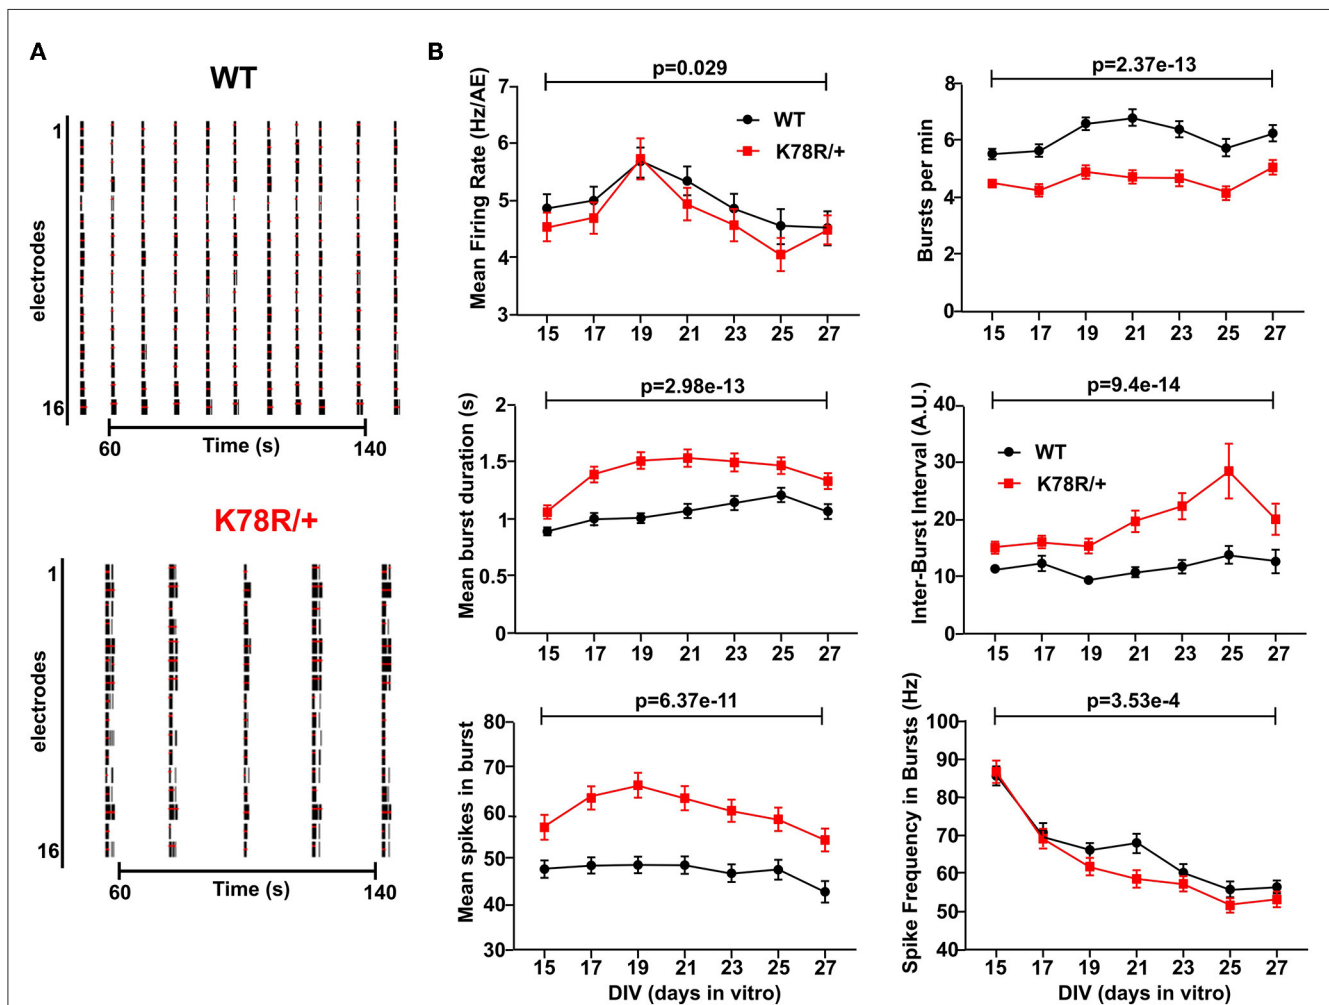 A
WT
1
electrodes
16
60
Time (s)
140
K78R/+
1
electrodes
16
60
Time (s)
140
B
p=0.029
Mean Firing Rate (Hz/AE)
7
6
5
4
3
WT
K78R/+
15 17 19 21 23 25 27
p=2.37e-13
Bursts per min
8
6
4
2
0
15 17 19 21 23 25 27
p=2.98e-13
Mean burst duration (s)
2
1.5
1
0.5
0
15 17 19 21 23 25 27
p=9.4e-14
Inter-Burst Interval (A.U.)
40
30
20
10
0
WT
K78R/+
15 17 19 21 23 25 27
p=6.37e-11
Mean spikes in burst
80
70
60
50
40
30
15 17 19 21 23 25 27
DIV (days in vitro)
p=3.53e-4
Spike Frequency in Bursts (Hz)
100
90
80
70
60
50
40
15 17 19 21 23 25 27
DIV (days in vitro)